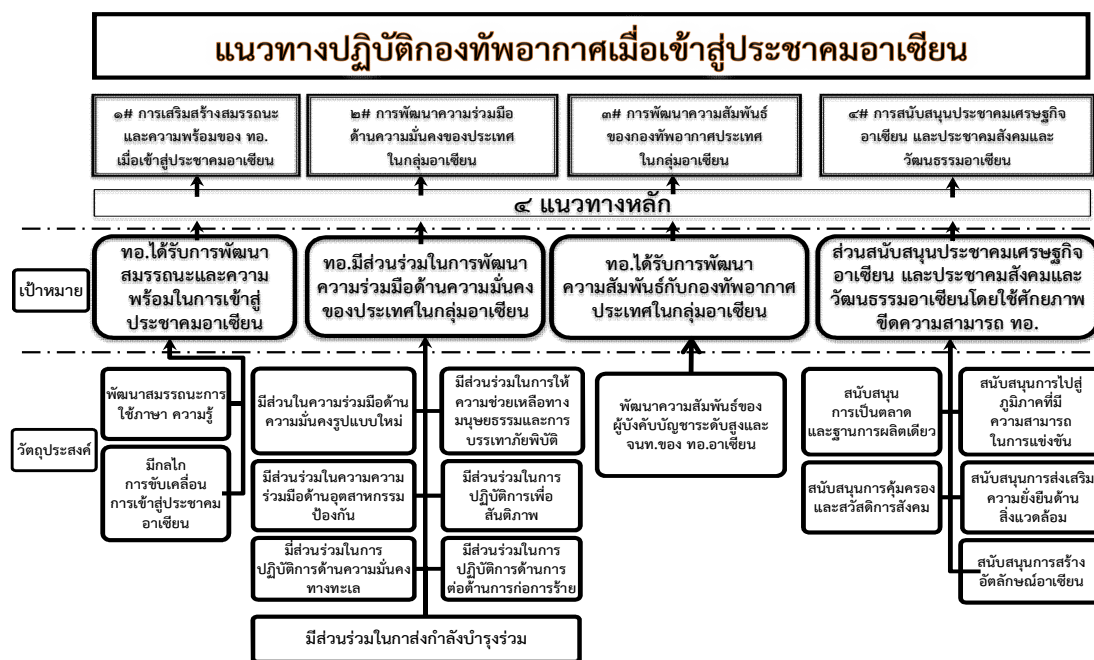 แนวทางปฏิบัติกองทัพอากาศเมื่อเข้าสู่ประชาคมอาเซียน
๑# การเสริมสร้างสมรรถนะ
และความพร้อมของ ทอ.
เมื่อเข้าสู่ประชาคมอาเซียน
๒# การพัฒนาความร่วมมือ
ด้านความมั่นคงของประเทศ
ในกลุ่มอาเซียน
๓# การพัฒนาความสัมพันธ์
ของกองทัพอากาศประเทศ
ในกลุ่มอาเซียน
๔# การสนับสนุนประชาคมเศรษฐกิจ
อาเซียน และประชาคมสังคมและ
วัฒนธรรมอาเซียน
๔ แนวทางหลัก
เป้าหมาย
ทอ.ได้รับการพัฒนา
สมรรถนะและความ
พร้อมในการเข้าสู่
ประชาคมอาเซียน
ทอ.มีส่วนร่วมในการพัฒนา
ความร่วมมือด้านความมั่นคง
ของประเทศในกลุ่มอาเซียน
ทอ.ได้รับการพัฒนา
ความสัมพันธ์กับกองทัพอากาศ
ประเทศในกลุ่มอาเซียน
ส่วนสนับสนุนประชาคมเศรษฐกิจ
อาเซียน และประชาคมสังคมและ
วัฒนธรรมอาเซียนโดยใช้ศักยภาพ
ขีดความสามารถ ทอ.
วัตถุประสงค์
พัฒนาสมรรถนะการ
ใช้ภาษา ความรู้
มีกลไก
การขับเคลื่อน
การเข้าสู่ประชาคม
อาเซียน
มีส่วนในความร่วมมือด้าน
ความมั่นคงรูปแบบใหม่
มีส่วนร่วมในการให้
ความช่วยเหลือทาง
มนุษยธรรมและการ
บรรเทาภัยพิบัติ
มีส่วนร่วมในความความ
ร่วมมือด้านอุตสาหกรรม
ป้องกัน
มีส่วนร่วมในการ
ปฏิบัติการเพื่อ
สันติภาพ
มีส่วนร่วมในการ
ปฏิบัติการด้านความมั่นคง
ทางทะเล
มีส่วนร่วมในการ
ปฏิบัติการด้านการ
ต่อต้านการก่อการร้าย
มีส่วนร่วมในกาส่งกำลังบำรุงร่วม
พัฒนาความสัมพันธ์ของ
ผู้บังคับบัญชาระดับสูงและ
จนท.ของ ทอ.อาเซียน
สนับสนุน
การเป็นตลาด
และฐานการผลิตเดียว
สนับสนุนการไปสู่
ภูมิภาคที่มี
ความสามารถ
ในการแข่งขัน
สนับสนุนการคุ้มครอง
และสวัสดิการสังคม
สนับสนุนการส่งเสริม
ความยั่งยืนด้าน
สิ่งแวดล้อม
สนับสนุนการสร้าง
อัตลักษณ์อาเซียน